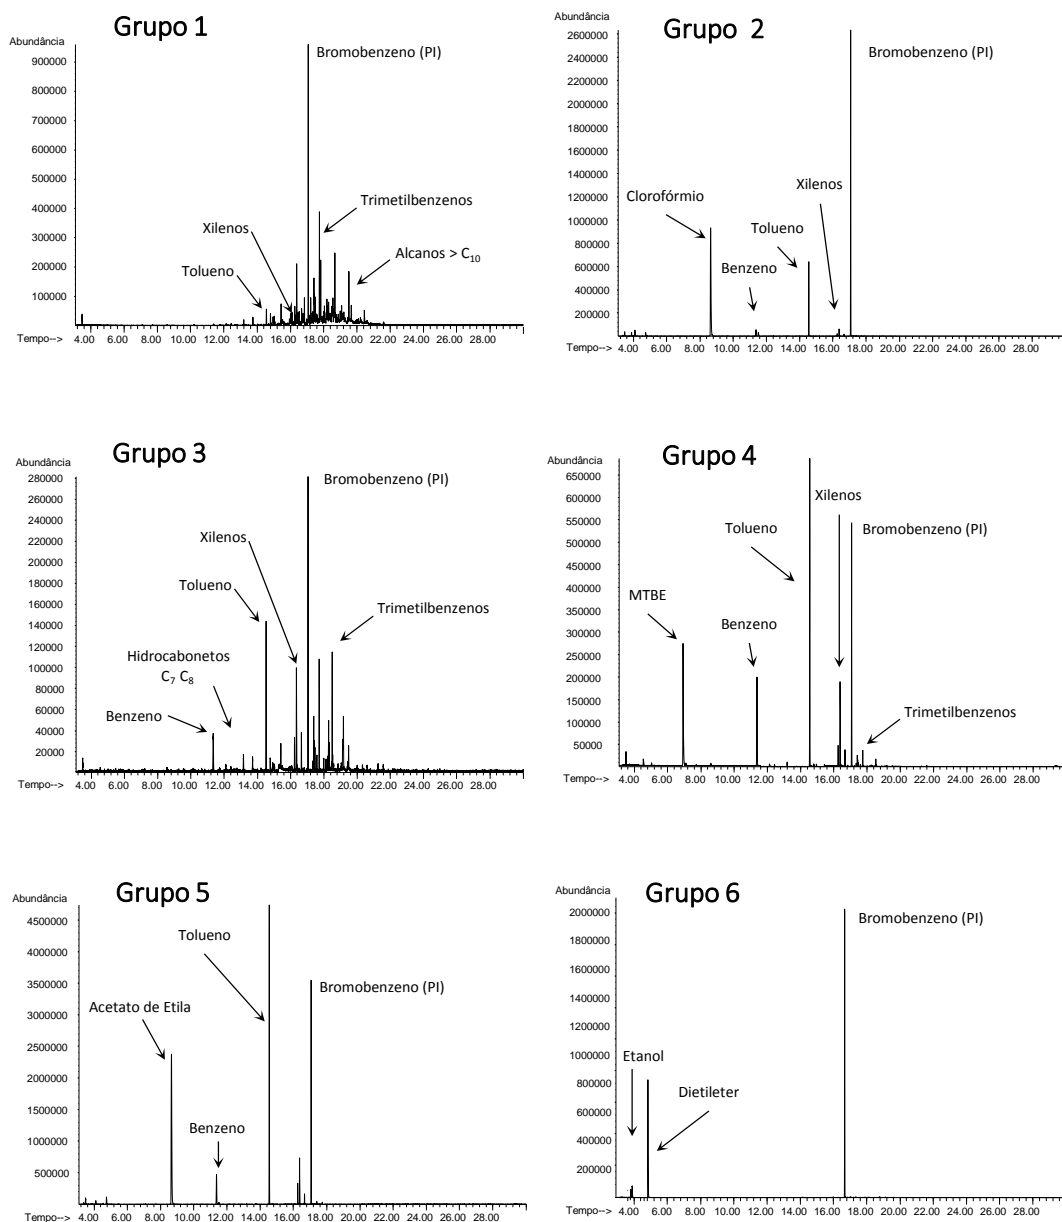 Grupo 1
Abundância
Bromobenzeno (PI)
900000
800000
700000
600000
500000
400000
300000
200000
100000
Trimetilbenzenos
Xilenos
Alcanos > C10
Tolueno
Tempo-->
4.00 6.00 8.00 10.00 12.00 14.00 16.00 18.00 20.00 22.00 24.00 26.00 28.00
Grupo 2
Abundância
Bromobenzeno (PI)
2600000
2400000
2200000
2000000
1800000
1600000
1400000
1200000
1000000
800000
600000
400000
200000
Xilenos
Clorofórmio
Tolueno
Benzeno
Tempo-->
4.00 6.00 8.00 10.00 12.00 14.00 16.00 18.00 20.00 22.00 24.00 26.00 28.00
Grupo 3
Abundância
Bromobenzeno (PI)
280000
260000
240000
220000
200000
180000
160000
140000
120000
100000
80000
60000
40000
20000
Xilenos
Tolueno
Trimetilbenzenos
Hidrocabonetos
C7 C8
Benzeno
Tempo-->
4.00 6.00 8.00 10.00 12.00 14.00 16.00 18.00 20.00 22.00 24.00 26.00 28.00
Grupo 4
Abundância
650000
600000
550000
500000
450000
400000
350000
300000
250000
200000
150000
100000
50000
Xilenos
Tolueno
Bromobenzeno (PI)
MTBE
Benzeno
Trimetilbenzenos
Tempo-->
4.00 6.00 8.00 10.00 12.00 14.00 16.00 18.00 20.00 22.00 24.00 26.00 28.00
Grupo 5
Abundância
4500000
4000000
3500000
3000000
2500000
2000000
1500000
1000000
500000
Tolueno
Bromobenzeno (PI)
Acetato de Etila
Benzeno
Tempo-->
4.00 6.00 8.00 10.00 12.00 14.00 16.00 18.00 20.00 22.00 24.00 26.00 28.00
Grupo 6
Abundância
2000000
1800000
1600000
1400000
1200000
1000000
800000
600000
400000
200000
Bromobenzeno (PI)
Etanol
Dietileter
Tempo-->
4.00 6.00 8.00 10.00 12.00 14.00 16.00 18.00 20.00 22.00 24.00 26.00 28.00